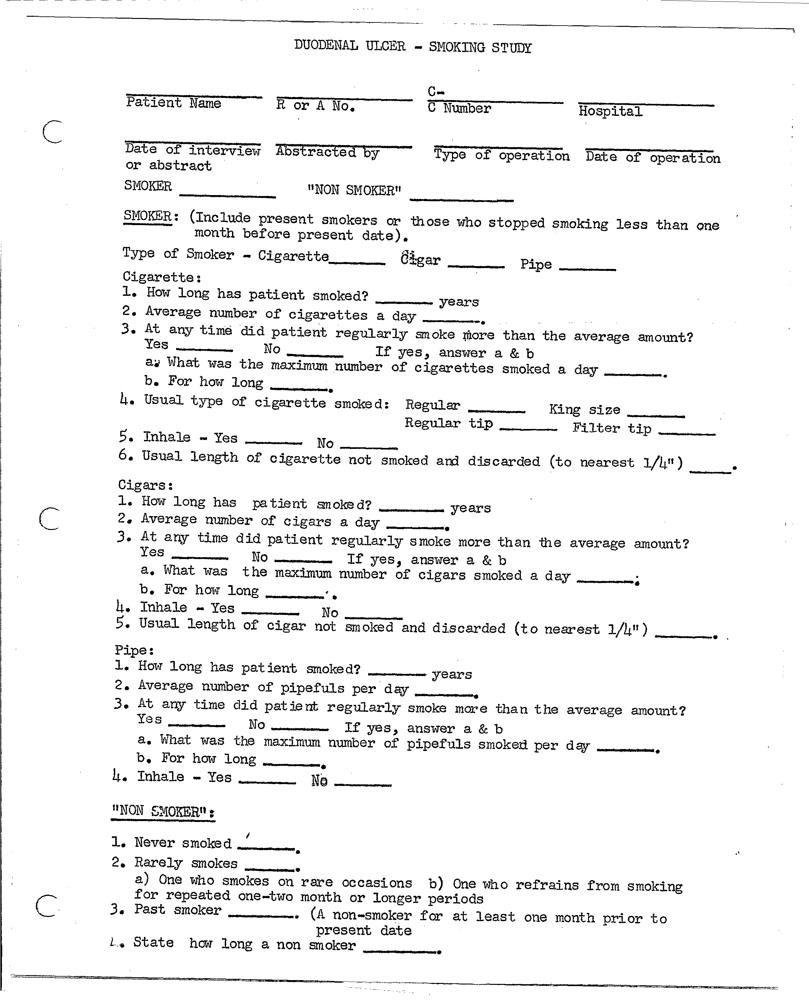 DUODENAL ULCER - SMOKING STUDY
C-
Patient Name R or A No. C Number Hospital
Date of interview Abstracted by Type of operation Date of operation
or abstract
SMOKER ________ "NON SMOKER" ________
SMOKER: (Include present smokers or those who stopped smoking less than one
month before present date).
Type of Smoker - Cigarette______ Cigar ______ Pipe ______
Cigarette:
1. How long has patient smoked? ______ years
2. Average number of cigarettes a day ______.
3. At any time did patient regularly smoke more than the average amount?
Yes ______ No ______ If yes, answer a & b
a. What was the maximum number of cigarettes smoked a day ______.
b. For how long ______.
4. Usual type of cigarette smoked: Regular ______ King size ______
Regular tip ______ Filter tip ______
5. Inhale - Yes ______ No ______
6. Usual length of cigarette not smoked and discarded (to nearest 1/4") ____.
Cigars:
1. How long has patient smoked? ______ years
2. Average number of cigars a day ______.
3. At any time did patient regularly smoke more than the average amount?
Yes ______ No ______ If yes, answer a & b
a. What was the maximum number of cigars smoked a day ______;
b. For how long ______.
4. Inhale - Yes ______ No ______
5. Usual length of cigar not smoked and discarded (to nearest 1/4") ______.
Pipe:
1. How long has patient smoked? ______ years
2. Average number of pipefuls per day ______.
3. At any time did patient regularly smoke more than the average amount?
Yes ______ No ______ If yes, answer a & b
a. What was the maximum number of pipefuls smoked per day ______.
b. For how long ______.
4. Inhale - Yes ______ No ______
"NON SMOKER":
1. Never smoked ______.
2. Rarely smokes ______.
a) One who smokes on rare occasions b) One who refrains from smoking
for repeated one-two month or longer periods
3. Past smoker ______. (A non-smoker for at least one month prior to
present date
4. State how long a non smoker ________.